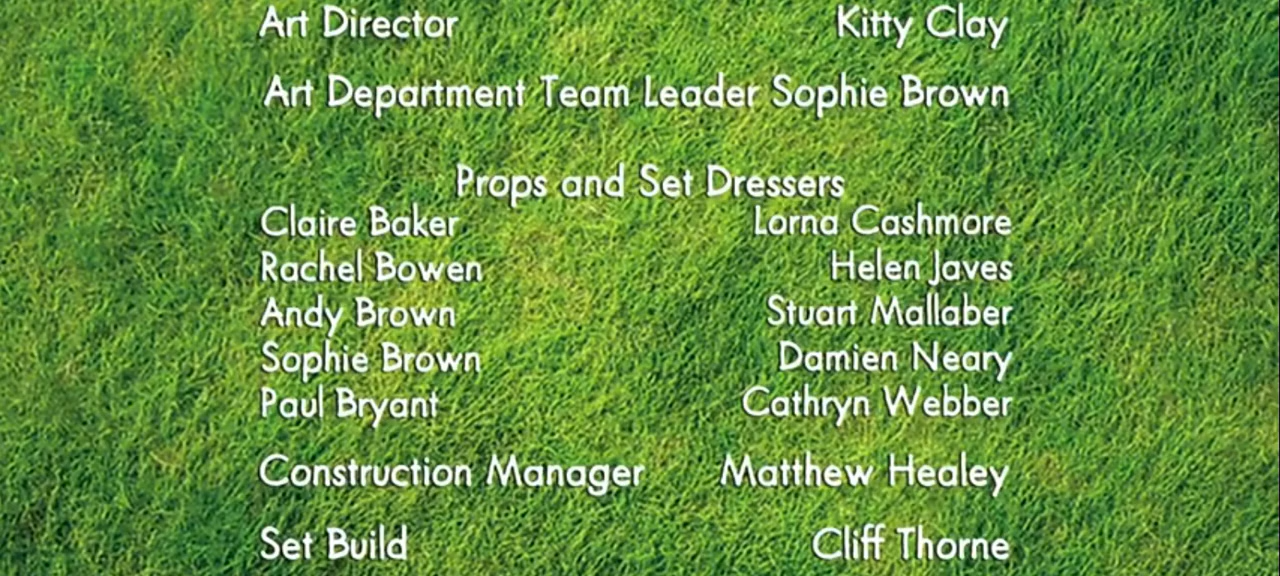 Art Director Kitty Clay
Art Department Team Leader Sophie Brown
Props and Set Dressers
Claire Baker Lorna Cashmore
Rachel Bowen Helen Javes
Andy Brown Stuart Mallaber
Sophie Brown Damien Neary
Paul Bryant Cathryn Webber
Construction Manager Matthew Healey
Set Build Cliff Thorne